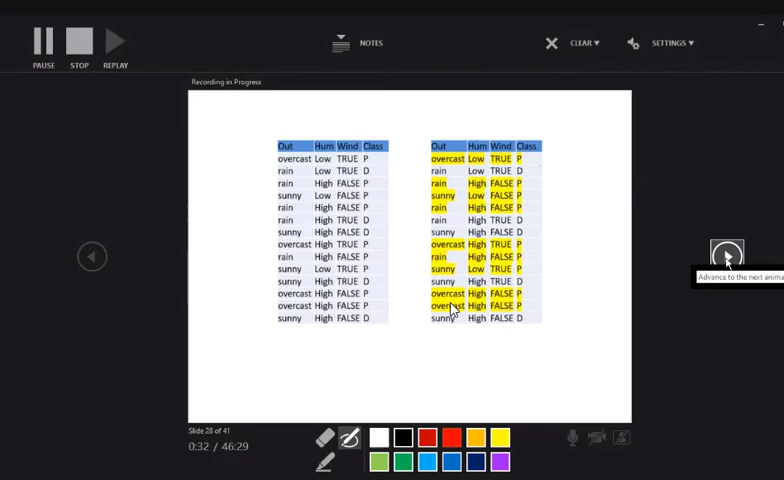 PAUSE STOP REPLAY NOTES CLEAR ▾ SETTINGS ▾
Recording in Progress
Out Hum Wind Class
overcast Low TRUE P
rain Low TRUE D
rain High FALSE P
sunny Low FALSE P
rain High FALSE P
rain High TRUE D
sunny High FALSE D
overcast High TRUE P
rain High FALSE P
sunny Low TRUE P
sunny High TRUE D
overcast High FALSE P
overcast High FALSE P
sunny High FALSE D
Out Hum Wind Class
overcast Low TRUE P
rain Low TRUE D
rain High FALSE P
sunny Low FALSE P
rain High FALSE P
rain High TRUE D
sunny High FALSE D
overcast High TRUE P
rain High FALSE P
sunny Low TRUE P
sunny High TRUE D
overcast High FALSE P
overcast High FALSE P
sunny High FALSE D
Advance to the next anima
Slide 28 of 41
0:32 / 46:29